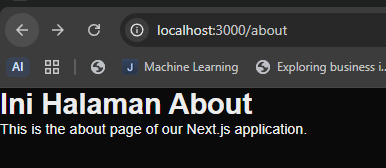 localhost:3000/about
AI
J Machine Learning
Exploring business i...
Ini Halaman About
This is the about page of our Next.js application.